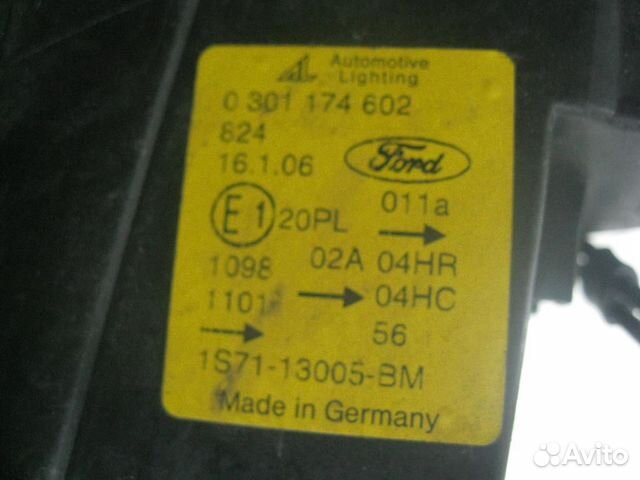 Automotive
Lighting
0 301 174 602
824
16.1.06
Ford
E1 20PL
011a
1098
02A 04HR
1101
04HC
56
1S71-13005-BM
Made in Germany
Avito